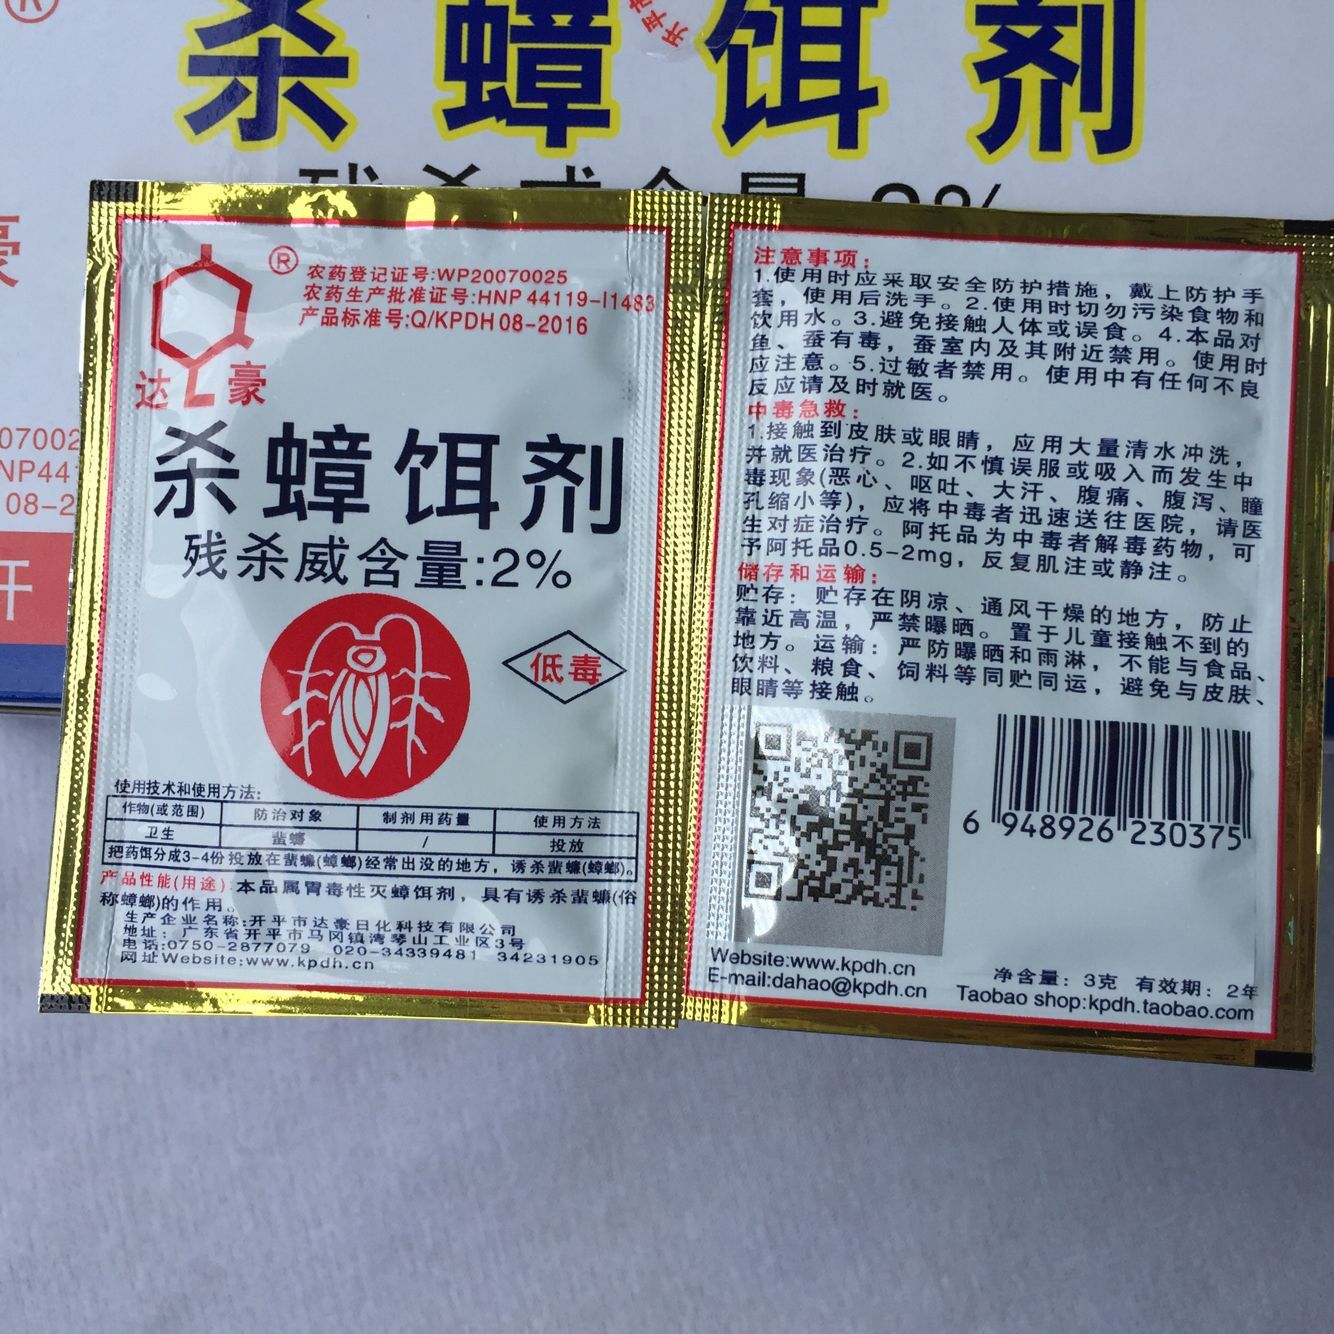 ®
杀蟑饵剂
豪
NP44
08-2
®
农药登记证号:WP20070025
农药生产批准证号:HNP 44119-I1483
产品标准号:Q/KPDH 08-2016
达豪
杀蟑饵剂
残杀威含量:2%
低毒
使用技术和使用方法:
作物(或范围) 防治对象 制剂用药量 使用方法
卫生 蜚蠊 / 投放
把药饵分成3-4份投放在蜚蠊(蟑螂)经常出没的地方，诱杀蜚蠊(蟑螂)。
产品性能(用途):本品属胃毒性灭蟑饵剂，具有诱杀蜚蠊(俗
称蟑螂)的作用。
生产企业名称:开平市达豪日化科技有限公司
地址：广东省开平市马冈镇湾琴山工业区3号
电话:0750-2877079 020-34339481 34231905
网址Website:www.kpdh.cn
注意事项:
1.使用时应采取安全防护措施，戴上防护手
套，使用后洗手。2.使用时切勿污染食物和
饮用水。3.避免接触人体或误食。4.本品对
鱼、蚕有毒，蚕室内及其附近禁用。使用时
应注意。5.过敏者禁用。使用中有任何不良
反应请及时就医。
中毒急救:
1.接触到皮肤或眼睛，应用大量清水冲洗，
并就医治疗。2.如不慎误服或吸入而发生中
毒现象(恶心、呕吐、大汗、腹痛、腹泻、瞳
孔缩小等)，应将中毒者迅速送往医院，请医
生对症治疗。阿托品为中毒者解毒药物，可
予阿托品0.5-2mg，反复肌注或静注。
储存和运输:
贮存：贮存在阴凉、通风干燥的地方，防止
靠近高温，严禁曝晒。置于儿童接触不到的
地方。运输：严防曝晒和雨淋，不能与食品、
饮料、粮食、饲料等同贮同运，避免与皮肤、
眼睛等接触。
6 948926 230375
Website:www.kpdh.cn
E-mail:dahao@kpdh.cn
净含量：3克 有效期：2年
Taobao shop:kpdh.taobao.com